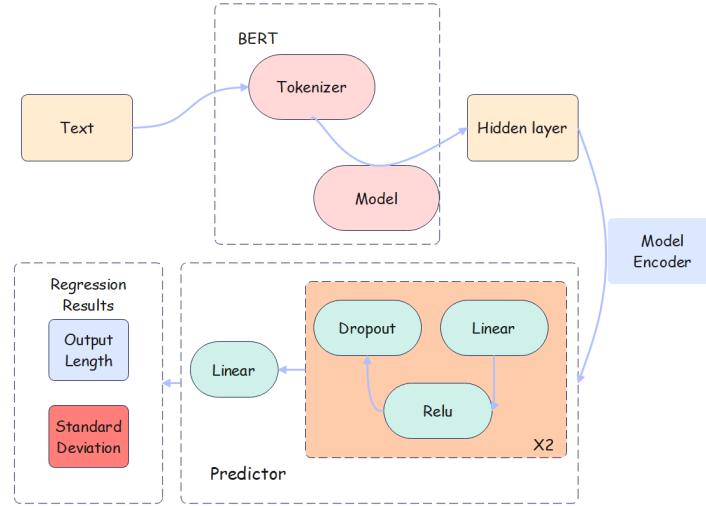 BERT
Tokenizer
Text
Hidden layer
Model
Model
Encoder
Regression
Results
Output
Length
Standard
Deviation
Linear
Dropout
Linear
Relu
X2
Predictor